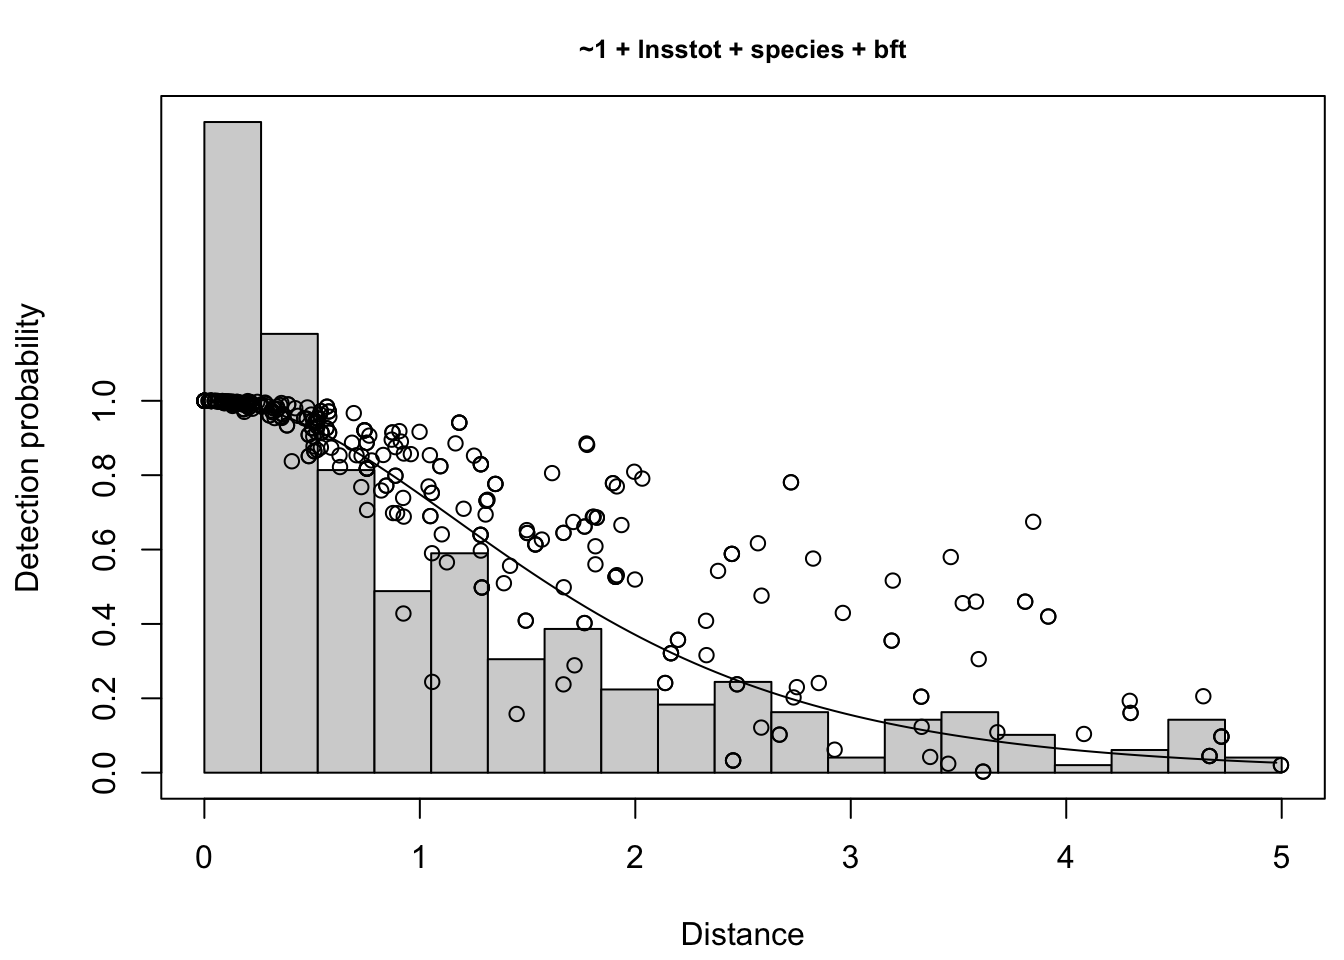 ~1 + lnsstot + species + bft
Detection probability
1.0
0.8
0.6
0.4
0.2
0.0
0 1 2 3 4 5
Distance